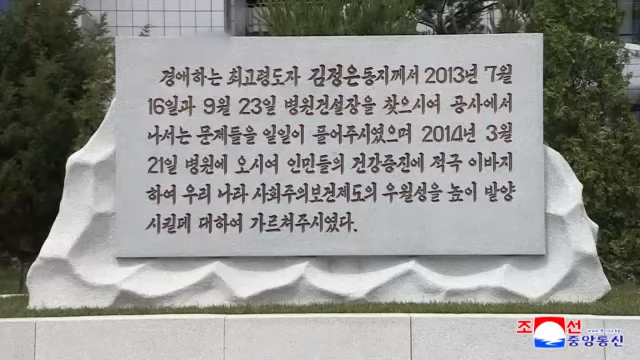 경애하는 최고령도자 김정은동지께서 2013년 7월
16일과 9월 23일 병원건설장을 찾으시여 공사에서
나서는 문제들을 일일이 풀어주시였으며 2014년 3월
21일 병원에 오시여 인민들의 건강증진에 적극 이바지
하여 우리 나라 사회주의보건제도의 우월성을 높이 발양
시킬데 대하여 가르쳐주시였다.
조선
중앙통신